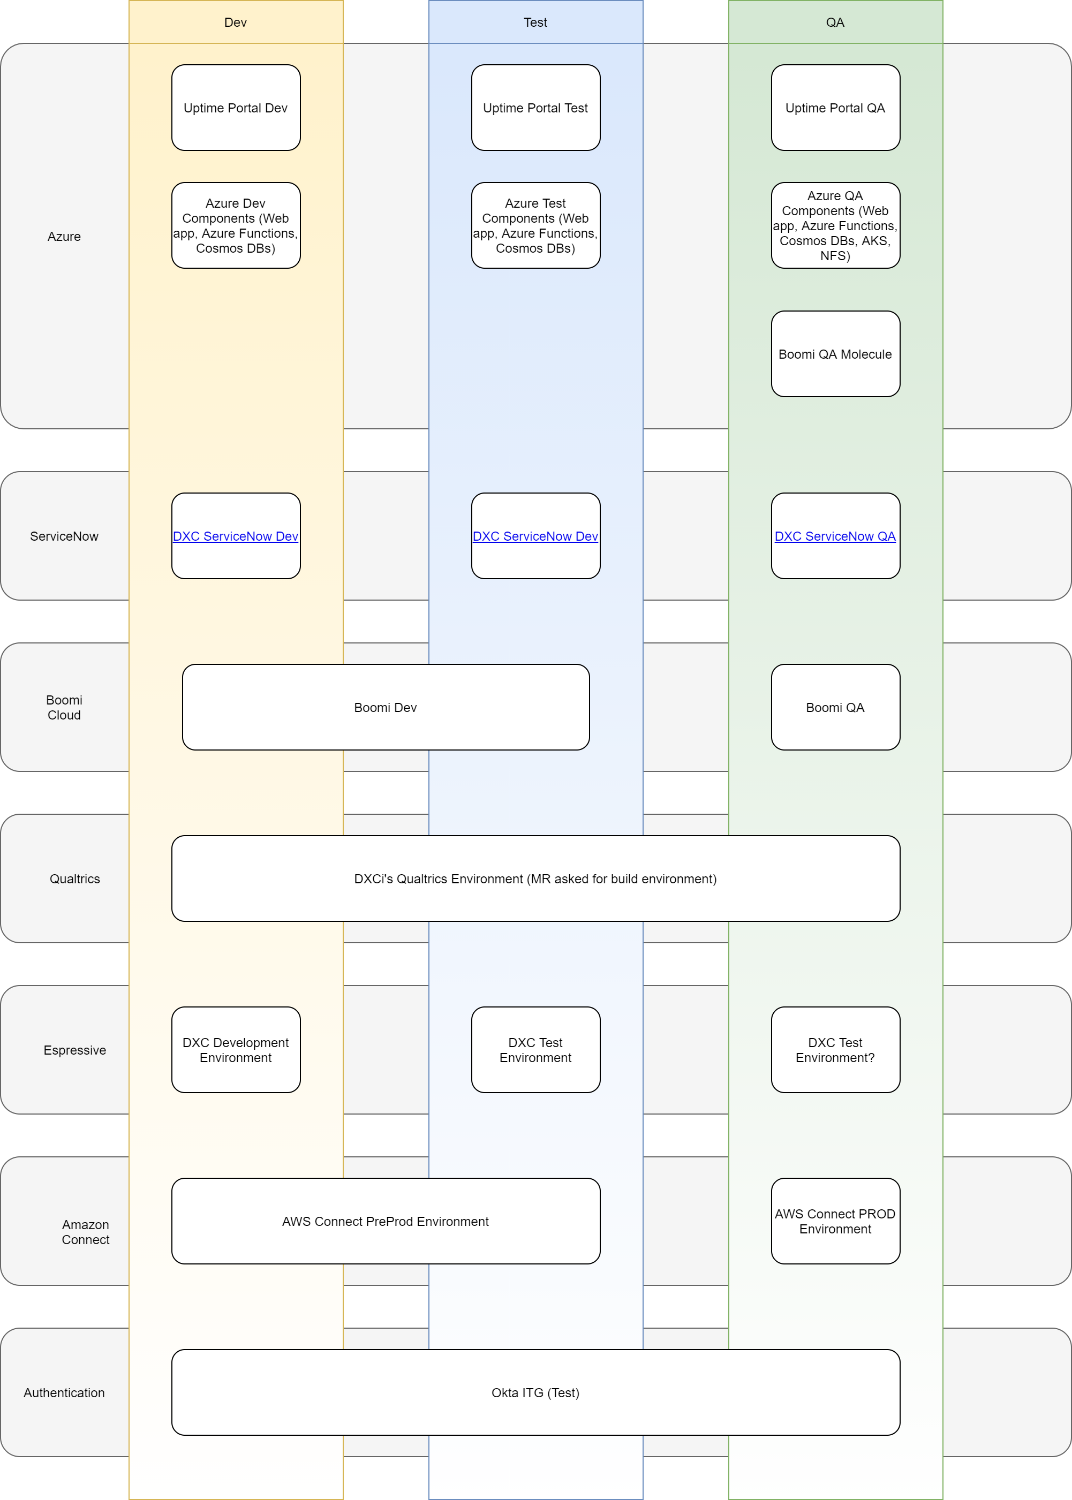 Dev
Test
QA
Uptime Portal Dev
Uptime Portal Test
Uptime Portal QA
Azure
Azure Dev
Components (Web
app, Azure Functions,
Cosmos DBs)
Azure Test
Components (Web
app, Azure Functions,
Cosmos DBs)
Azure QA
Components (Web
app, Azure Functions,
Cosmos DBs, AKS,
NFS)
Boomi QA Molecule
ServiceNow
DXC ServiceNow Dev
DXC ServiceNow Dev
DXC ServiceNow QA
Boomi
Cloud
Boomi Dev
Boomi QA
Qualtrics
DXCi's Qualtrics Environment (MR asked for build environment)
Espressive
DXC Development
Environment
DXC Test
Environment
DXC Test
Environment?
Amazon
Connect
AWS Connect PreProd Environment
AWS Connect PROD
Environment
Authentication
Okta ITG (Test)